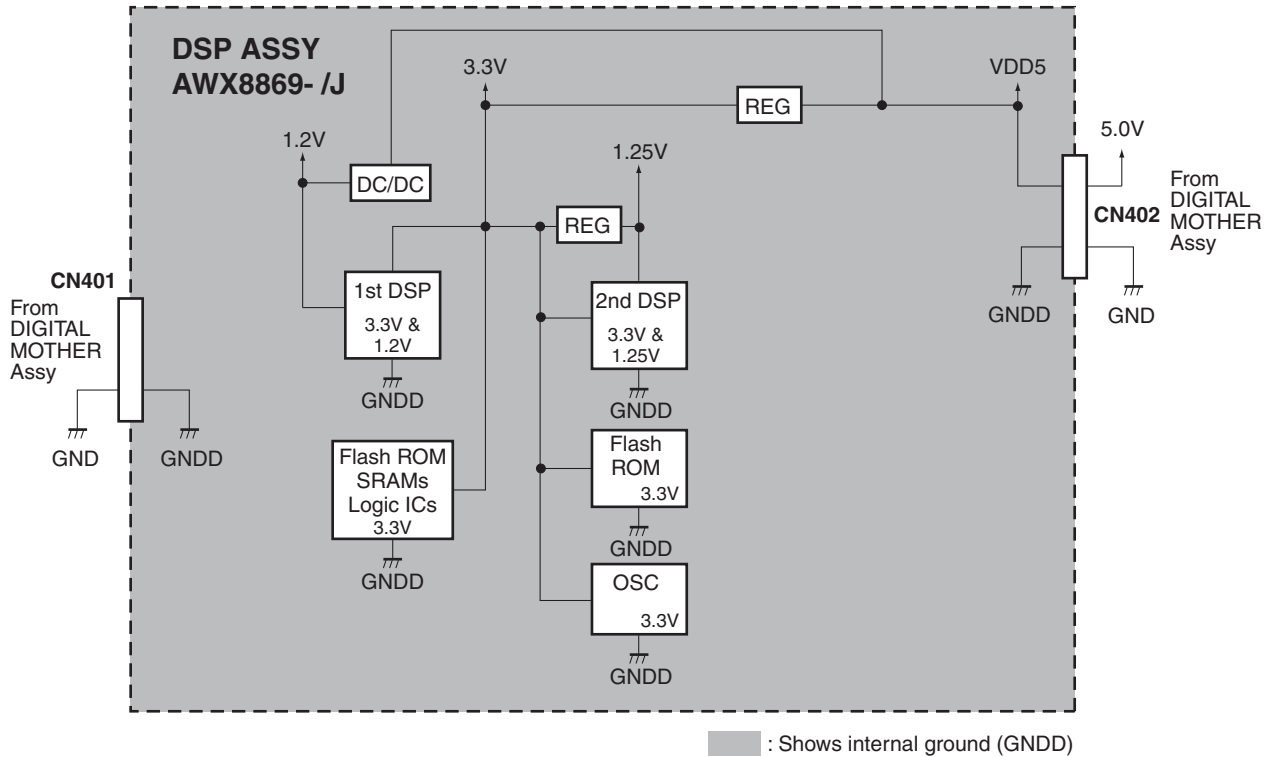 DSP ASSY
AWX8869- /J
3.3V
VDD5
REG
5.0V
1.2V
1.25V
DC/DC
From
DIGITAL
MOTHER
Assy
CN402
REG
CN401
1st DSP
3.3V &
1.2V
2nd DSP
3.3V &
1.25V
From
DIGITAL
MOTHER
Assy
GNDD
GND
GNDD
GNDD
GND
GNDD
Flash ROM
SRAMs
Logic ICs
3.3V
Flash
ROM
3.3V
GNDD
GNDD
OSC
3.3V
GNDD
: Shows internal ground (GNDD)